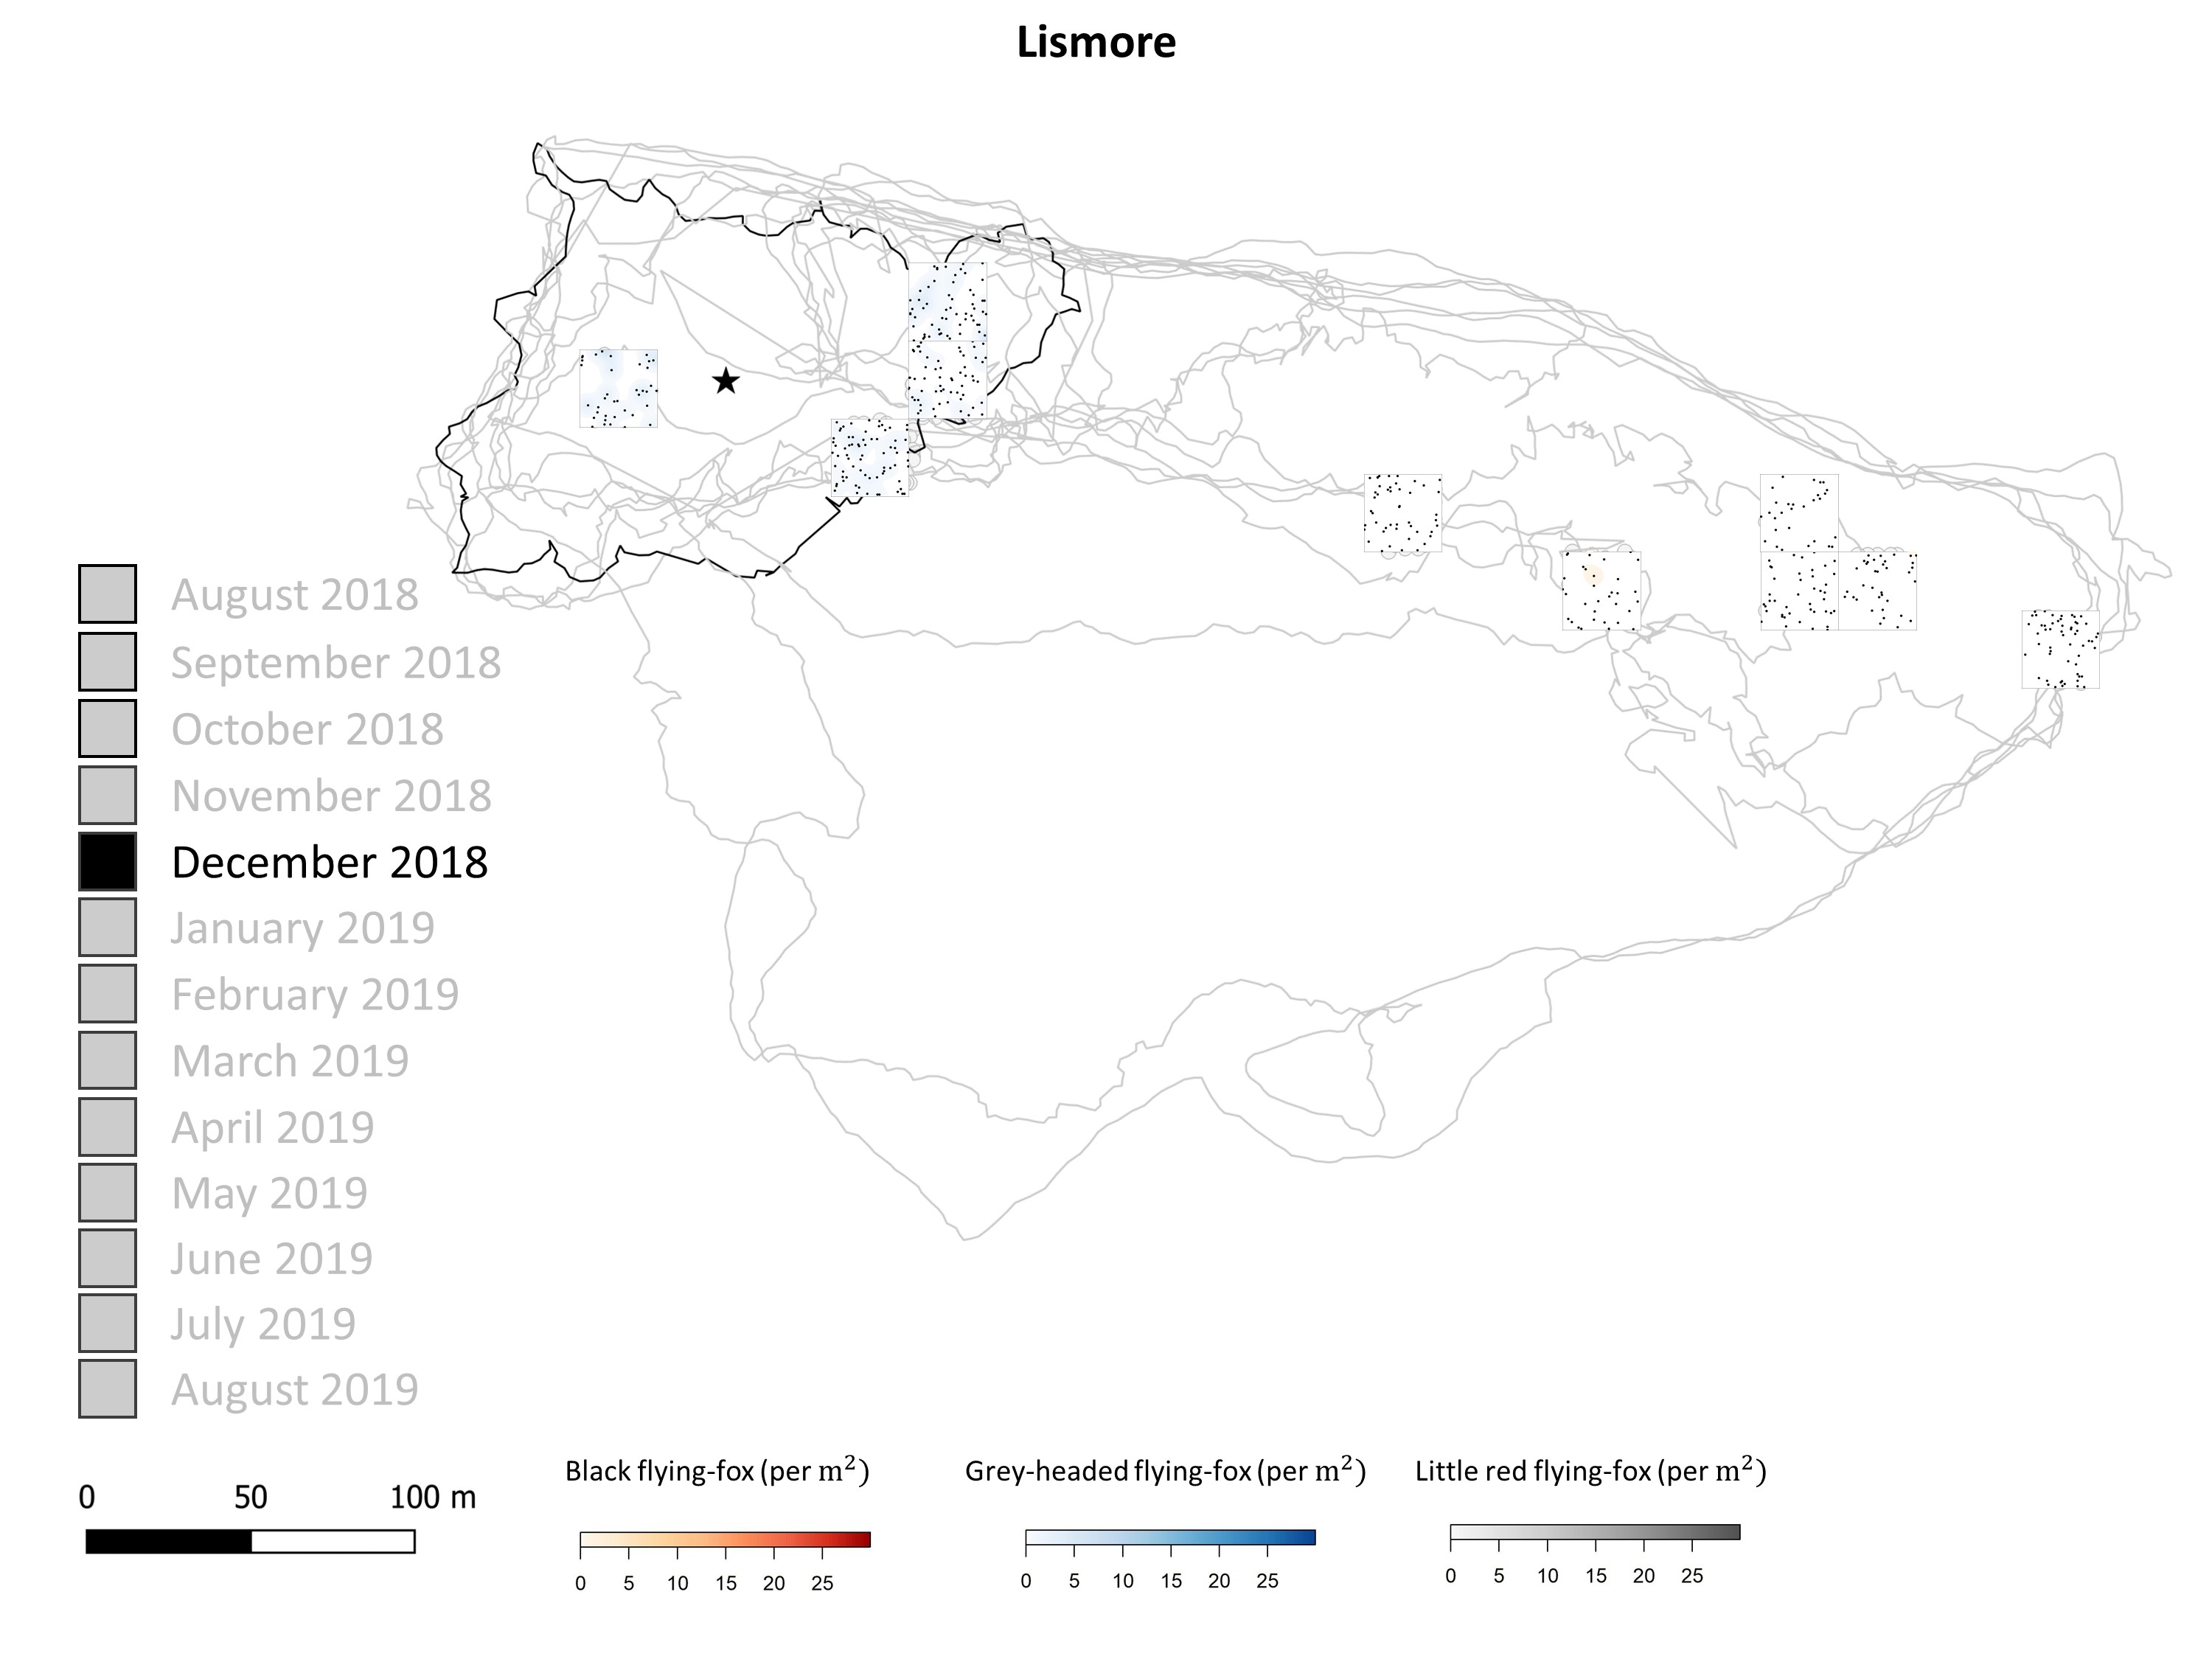 Lismore
August 2018
September 2018
October 2018
November 2018
December 2018
January 2019
February 2019
March 2019
April 2019
May 2019
June 2019
July 2019
August 2019
0 50 100 m
Black flying-fox (per m²)
0 5 10 15 20 25
Grey-headed flying-fox (per m²)
0 5 10 15 20 25
Little red flying-fox (per m²)
0 5 10 15 20 25